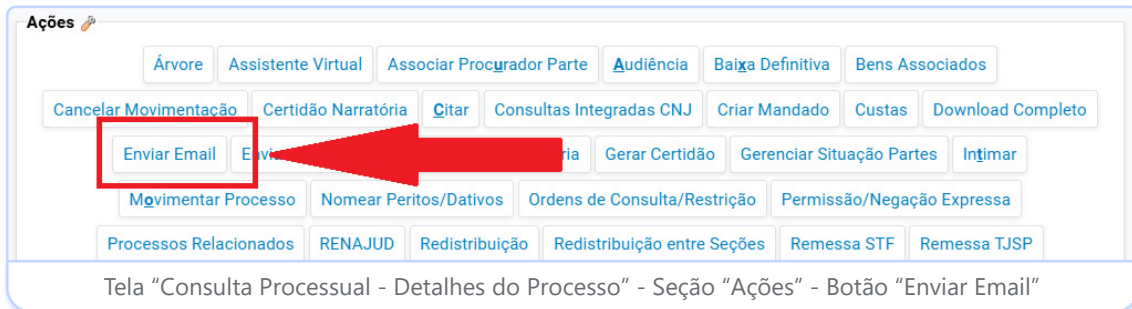 Ações
Árvore Assistente Virtual Associar Procurador Parte Audiência Baixa Definitiva Bens Associados
Cancelar Movimentação Certidão Narratória Citar Consultas Integradas CNJ Criar Mandado Custas Download Completo
Enviar Email Gerar Certidão Gerenciar Situação Partes Intimar
Movimentar Processo Nomear Peritos/Dativos Ordens de Consulta/Restrição Permissão/Negação Expressa
Processos Relacionados RENAJUD Redistribuição Redistribuição entre Seções Remessa STF Remessa TJSP
Tela “Consulta Processual - Detalhes do Processo” - Seção “Ações” - Botão “Enviar Email”